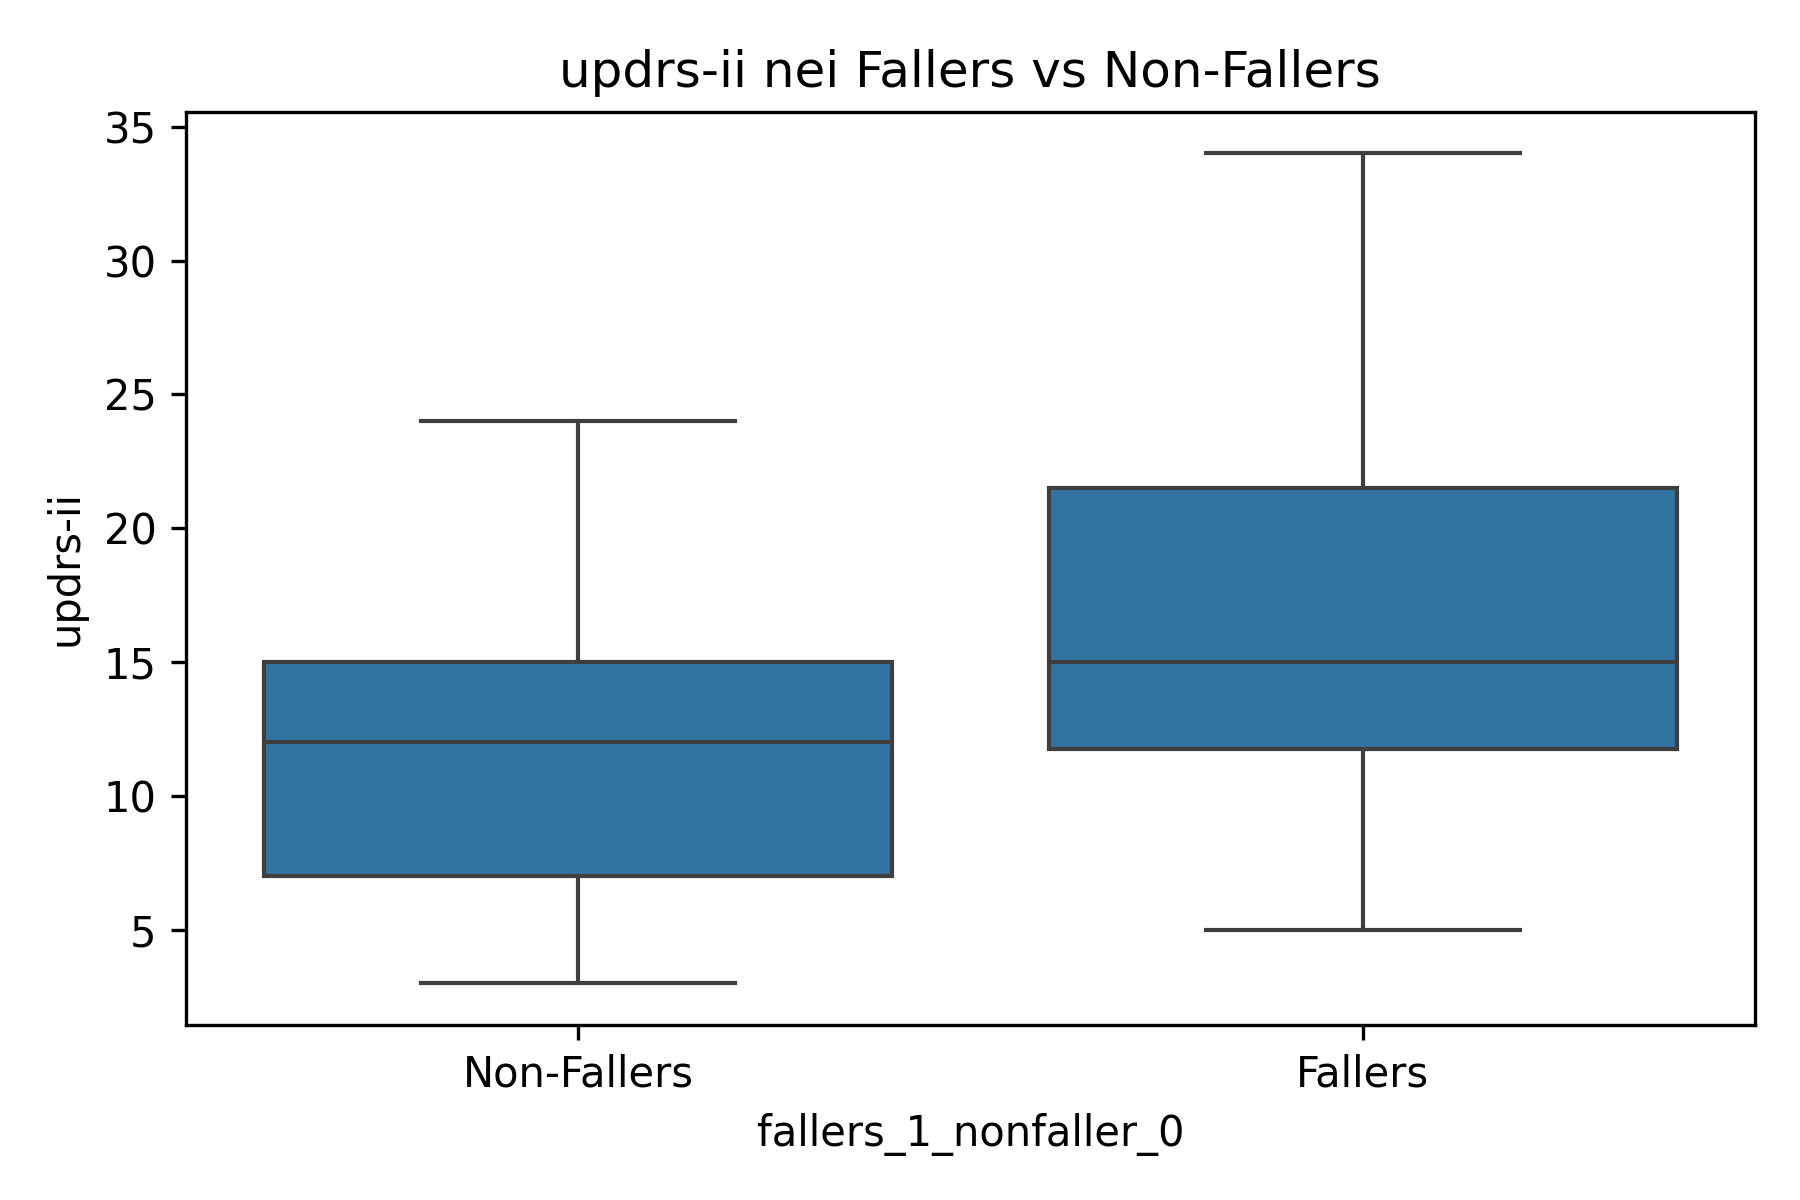 updrs-ii nei Fallers vs Non-Fallers
updrs-ii
35
30
25
20
15
10
5
Non-Fallers
Fallers
fallers_1_nonfaller_0